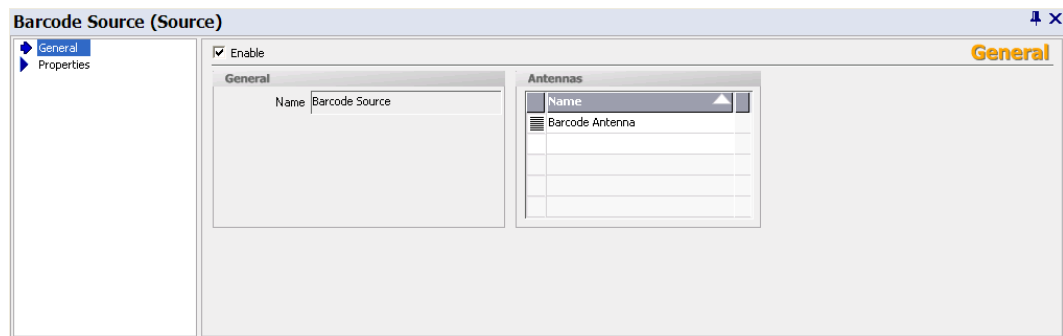 Barcode Source (Source)
General
Properties
Enable
General
General
Name Barcode Source
Antennas
Name
Barcode Antenna